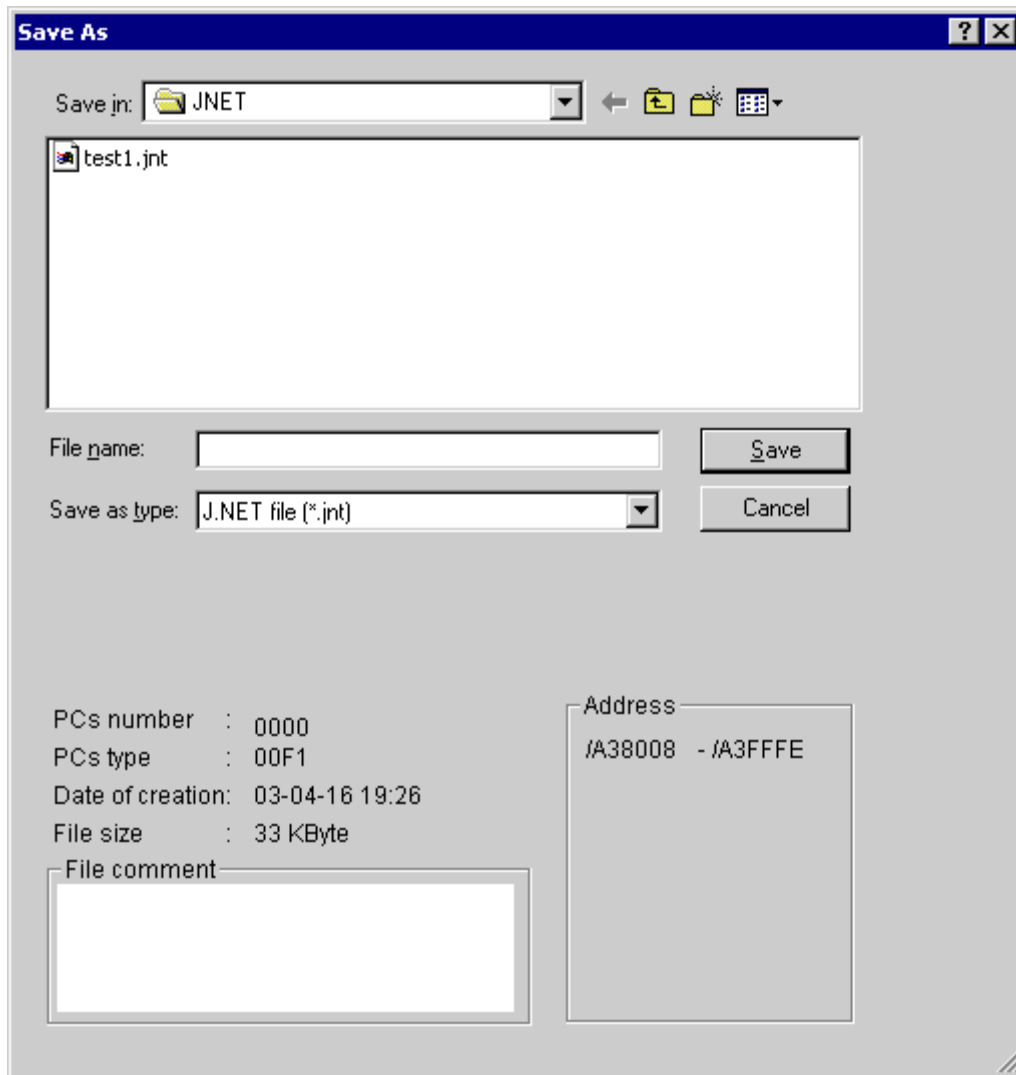 Save As
Save in: JNET
test1.jnt
File name: Save
Save as type: J.NET file (*.jnt) Cancel
PCs number : 0000
PCs type : 00F1
Date of creation: 03-04-16 19:26
File size : 33 KByte
File comment
Address
/A38008 - /A3FFFE